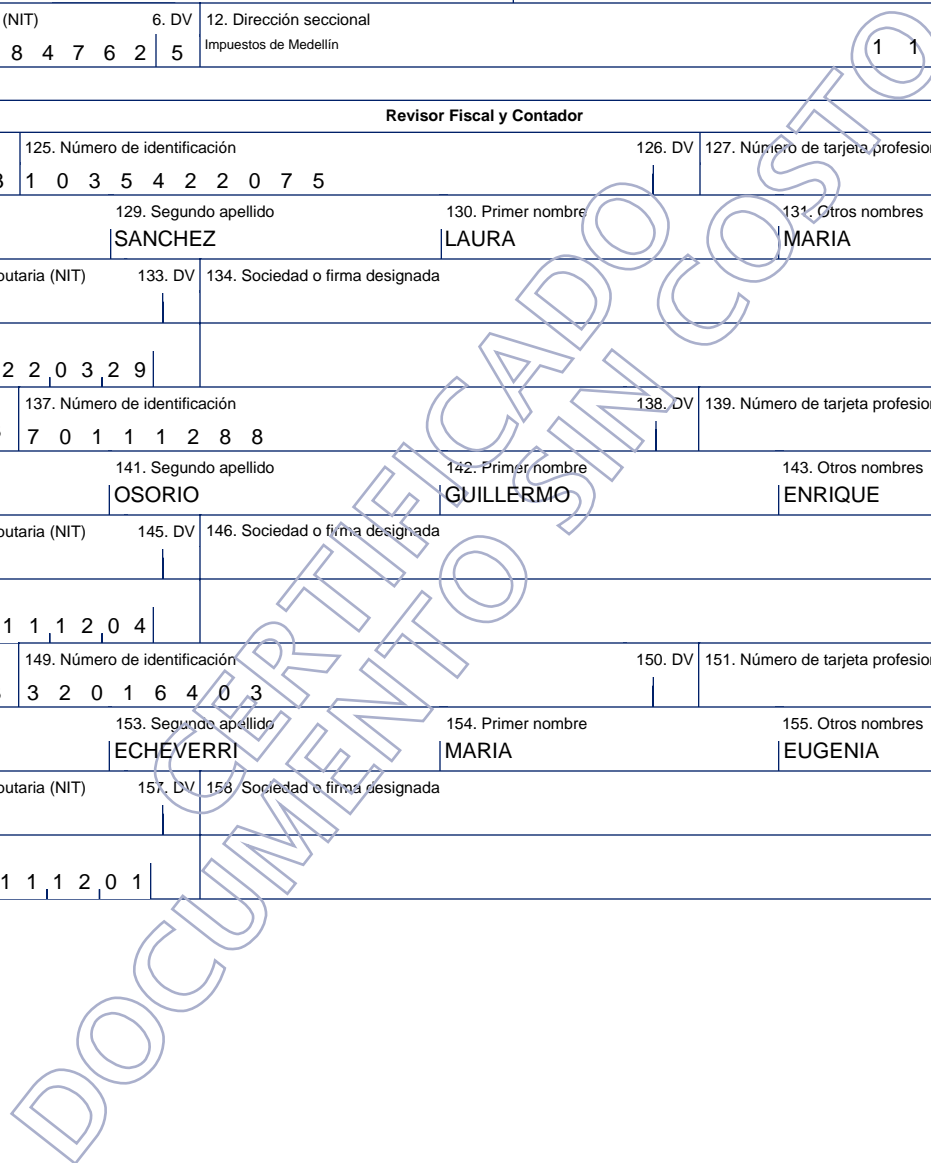 (NIT) 6. DV 12. Dirección seccional
8 4 7 6 2 5 Impuestos de Medellín 1 1
Revisor Fiscal y Contador
125. Número de identificación 126. DV 127. Número de tarjeta profesion
1 0 3 5 4 2 2 0 7 5
129. Segundo apellido 130. Primer nombre 131. Otros nombres
SANCHEZ LAURA MARIA
butaria (NIT) 133. DV 134. Sociedad o firma designada
2 2 0 3 2 9
137. Número de identificación 138. DV 139. Número de tarjeta profesion
7 0 1 1 1 2 8 8
141. Segundo apellido 142. Primer nombre 143. Otros nombres
OSORIO GUILLERMO ENRIQUE
butaria (NIT) 145. DV 146. Sociedad o firma designada
1 1 1 2 0 4
149. Número de identificación 150. DV 151. Número de tarjeta profesion
3 2 0 1 6 4 0 3
153. Segundo apellido 154. Primer nombre 155. Otros nombres
ECHEVERRI MARIA EUGENIA
butaria (NIT) 157. DV 158. Sociedad o firma designada
1 1 1 2 0 1
CERTIFICADO
DOCUMENTO SIN COSTO